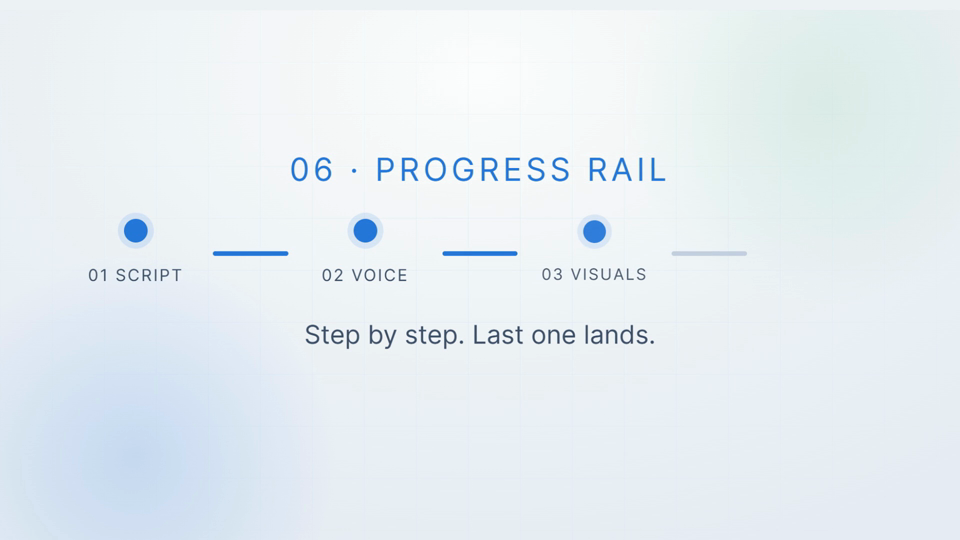 06 · PROGRESS RAIL
01 SCRIPT
02 VOICE
03 VISUALS
Step by step. Last one lands.